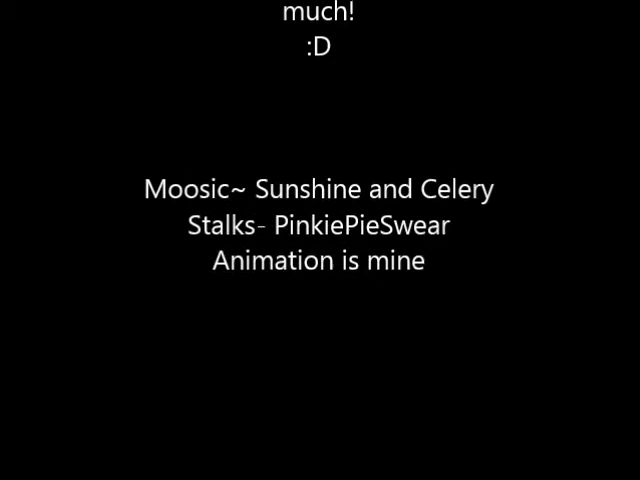 much!
:D
Moosic~ Sunshine and Celery
Stalks- PinkiePieSwear
Animation is mine